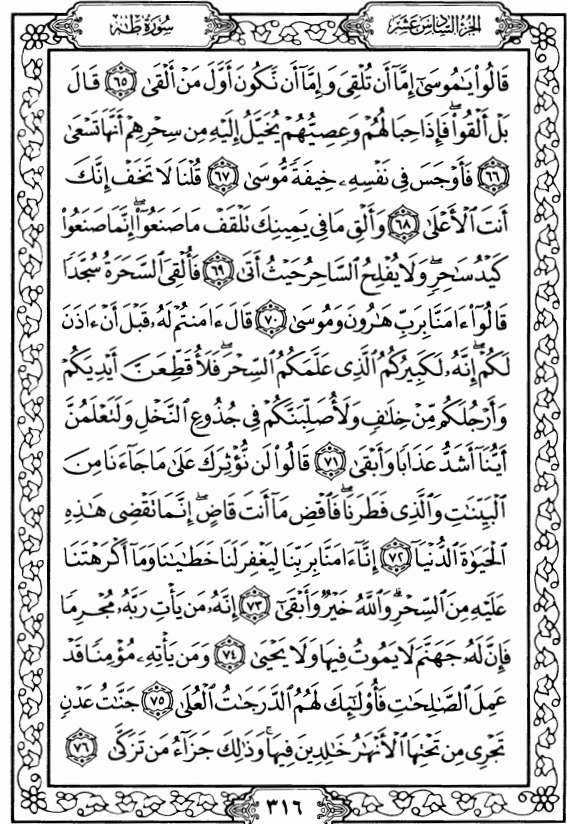 الجزء السادس عشر
سورة طه
قَالُوا۟ يَٰمُوسَىٰٓ إِمَّآ أَن تُلْقِىَ وَإِمَّآ أَن نَّكُونَ أَوَّلَ مَنْ أَلْقَىٰ ٦٥ قَالَ
بَلْ أَلْقُوا۟ ۖ فَإِذَا حِبَالُهُمْ وَعِصِيُّهُمْ يُخَيَّلُ إِلَيْهِ مِن سِحْرِهِمْ أَنَّهَا تَسْعَىٰ
٦٦ فَأَوْجَسَ فِى نَفْسِهِۦ خِيفَةً مُّوسَىٰ ٦٧ قُلْنَا لَا تَخَفْ إِنَّكَ
أَنتَ ٱلْأَعْلَىٰ ٦٨ وَأَلْقِ مَا فِى يَمِينِكَ تَلْقَفْ مَا صَنَعُوٓا۟ ۖ إِنَّمَا صَنَعُوا۟
كَيْدُ سَٰحِرٍ ۖ وَلَا يُفْلِحُ ٱلسَّاحِرُ حَيْثُ أَتَىٰ ٦٩ فَأُلْقِىَ ٱلسَّحَرَةُ سُجَّدًا
قَالُوٓا۟ ءَامَنَّا بِرَبِّ هَٰرُونَ وَمُوسَىٰ ٧٠ قَالَ ءَامَنتُمْ لَهُۥ قَبْلَ أَنْ ءَاذَنَ
لَكُمْ ۖ إِنَّهُۥ لَكَبِيرُكُمُ ٱلَّذِى عَلَّمَكُمُ ٱلسِّحْرَ ۖ فَلَأُقَطِّعَنَّ أَيْدِيَكُمْ
وَأَرْجُلَكُم مِّنْ خِلَٰفٍ وَلَأُصَلِّبَنَّكُمْ فِى جُذُوعِ ٱلنَّخْلِ وَلَتَعْلَمُنَّ
أَيُّنَآ أَشَدُّ عَذَابًا وَأَبْقَىٰ ٧١ قَالُوا۟ لَن نُّؤْثِرَكَ عَلَىٰ مَا جَآءَنَا مِنَ
ٱلْبَيِّنَٰتِ وَٱلَّذِى فَطَرَنَا ۖ فَٱقْضِ مَآ أَنتَ قَاضٍ ۖ إِنَّمَا تَقْضِى هَٰذِهِ
ٱلْحَيَوٰةَ ٱلدُّنْيَآ ٧٢ إِنَّآ ءَامَنَّا بِرَبِّنَا لِيَغْفِرَ لَنَا خَطَٰيَٰنَا وَمَآ أَكْرَهْتَنَا
عَلَيْهِ مِنَ ٱلسِّحْرِ ۗ وَٱللَّهُ خَيْرٌ وَأَبْقَىٰٓ ٧٣ إِنَّهُۥ مَن يَأْتِ رَبَّهُۥ مُجْرِمًا
فَإِنَّ لَهُۥ جَهَنَّمَ لَا يَمُوتُ فِيهَا وَلَا يَحْيَىٰ ٧٤ وَمَن يَأْتِهِۦ مُؤْمِنًا قَدْ
عَمِلَ ٱلصَّٰلِحَٰتِ فَأُو۟لَٰٓئِكَ لَهُمُ ٱلدَّرَجَٰتُ ٱلْعُلَىٰ ٧٥ جَنَّٰتُ عَدْنٍ
تَجْرِى مِن تَحْتِهَا ٱلْأَنْهَٰرُ خَٰلِدِينَ فِيهَا ۚ وَذَٰلِكَ جَزَآءُ مَن تَزَكَّىٰ ٧٦
٣١٦